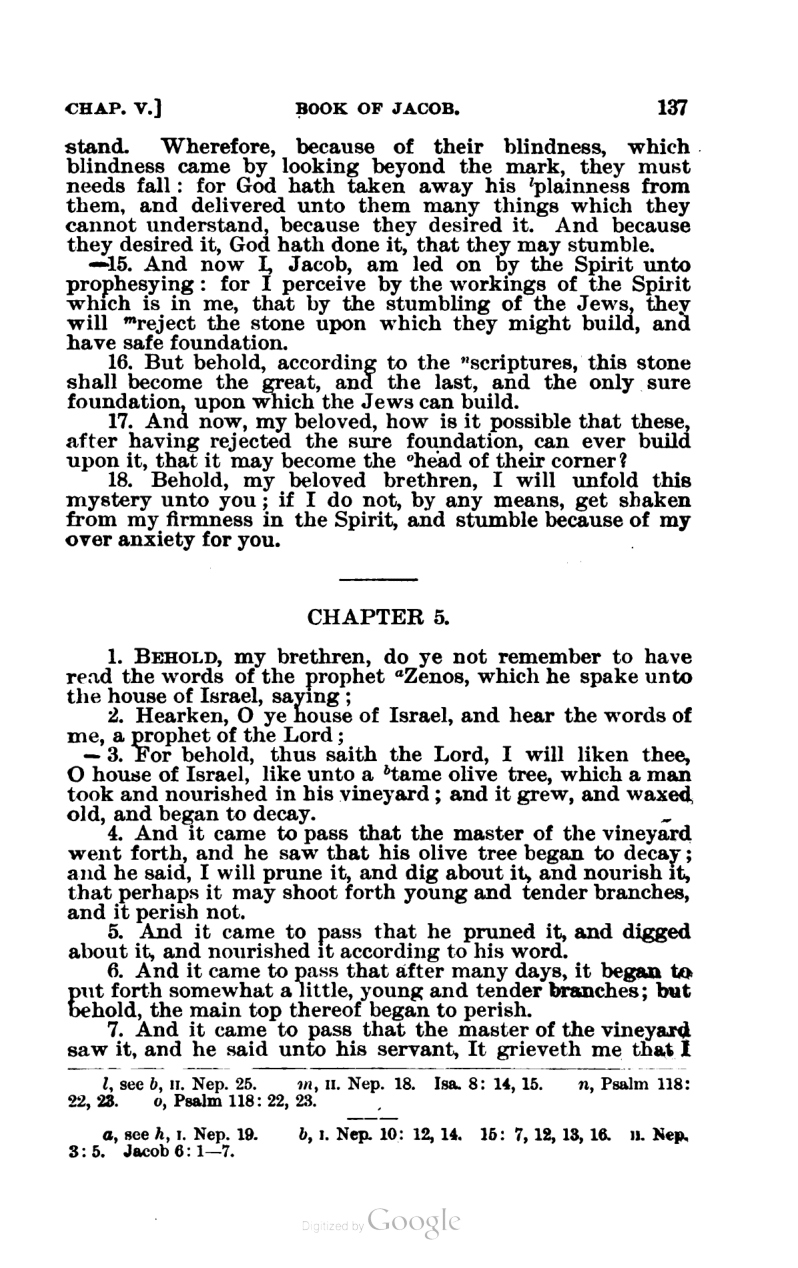 CHAP. V.] BOOK OF JACOB. 137
stand. Wherefore, because of their blindness, which
blindness came by looking beyond the mark, they must
needs fall: for God hath taken away his lplainness from
them, and delivered unto them many things which they
cannot understand, because they desired it. And because
they desired it, God hath done it, that they may stumble.
—15. And now I, Jacob, am led on by the Spirit unto
prophesying: for I perceive by the workings of the Spirit
which is in me, that by the stumbling of the Jews, they
will mreject the stone upon which they might build, and
have safe foundation.
16. But behold, according to the nscriptures, this stone
shall become the great, and the last, and the only sure
foundation, upon which the Jews can build.
17. And now, my beloved, how is it possible that these,
after having rejected the sure foundation, can ever build
upon it, that it may become the ohead of their corner?
18. Behold, my beloved brethren, I will unfold this
mystery unto you; if I do not, by any means, get shaken
from my firmness in the Spirit, and stumble because of my
over anxiety for you.
CHAPTER 5.
1. BEHOLD, my brethren, do ye not remember to have
read the words of the prophet aZenos, which he spake unto
the house of Israel, saying;
2. Hearken, O ye house of Israel, and hear the words of
me, a prophet of the Lord;
— 3. For behold, thus saith the Lord, I will liken thee,
O house of Israel, like unto a btame olive tree, which a man
took and nourished in his vineyard; and it grew, and waxed
old, and began to decay.
4. And it came to pass that the master of the vineyard
went forth, and he saw that his olive tree began to decay;
and he said, I will prune it, and dig about it, and nourish it,
that perhaps it may shoot forth young and tender branches,
and it perish not.
5. And it came to pass that he pruned it, and digged
about it, and nourished it according to his word.
6. And it came to pass that after many days, it began to
put forth somewhat a little, young and tender branches; but
behold, the main top thereof began to perish.
7. And it came to pass that the master of the vineyard
saw it, and he said unto his servant, It grieveth me that I
l, see b, II. Nep. 25. m, II. Nep. 18. Isa. 8: 14, 15. n, Psalm 118:
22, 23. o, Psalm 118: 22, 23.
a, see h, I. Nep. 19. b, I. Nep. 10: 12, 14. 15: 7, 12, 13, 16. II. Nep.
3: 5. Jacob 6: 1—7.
Digitized by Google